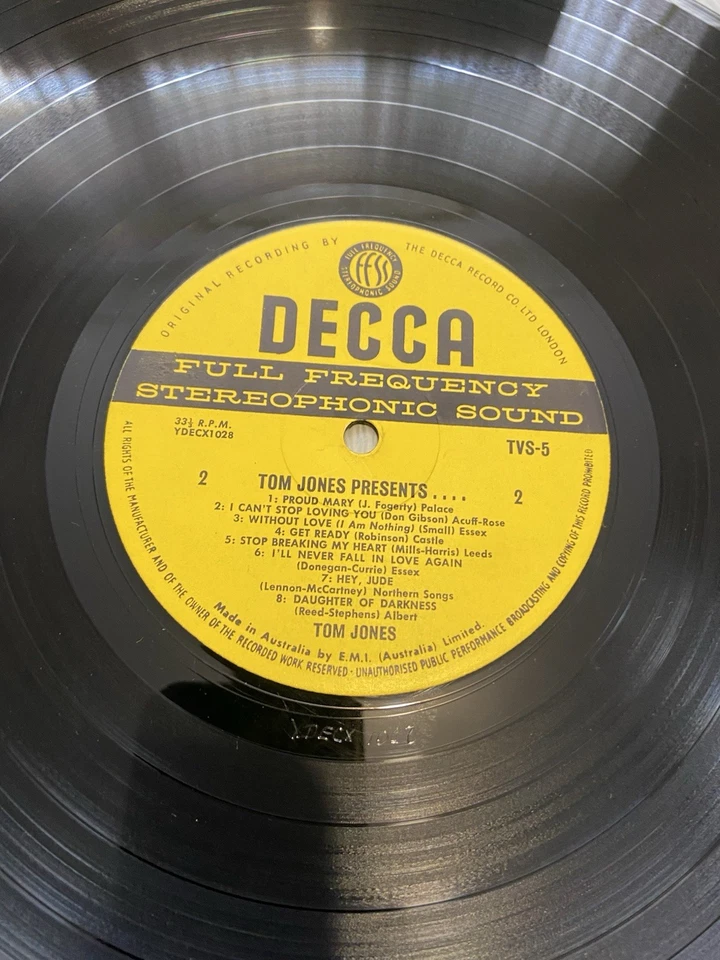 ORIGINAL RECORDING BY THE DECCA RECORD CO LTD LONDON
FULL FREQUENCY
FFSS
STEREOPHONIC SOUND
DECCA
FULL FREQUENCY
STEREOPHONIC SOUND
33⅓ R.P.M.
YDECX1028
TVS-5
2
2
TOM JONES PRESENTS....
1: PROUD MARY (J. Fogerty) Palace
2: I CAN'T STOP LOVING YOU (Don Gibson) Acuff-Rose
3: WITHOUT LOVE (I Am Nothing) (Small) Essex
4: GET READY (Robinson) Castle
5: STOP BREAKING MY HEART (Mills-Harris) Leeds
6: I'LL NEVER FALL IN LOVE AGAIN
(Donegan-Currie) Essex
7: HEY, JUDE
(Lennon-McCartney) Northern Songs
8: DAUGHTER OF DARKNESS
(Reed-Stephens) Albert
TOM JONES
Made in Australia by E.M.I. (Australia) Limited.
ALL RIGHTS OF THE MANUFACTURER AND OF THE OWNER OF THE RECORDED WORK RESERVED · UNAUTHORISED PUBLIC PERFORMANCE BROADCASTING AND COPYING OF THIS RECORD PROHIBITED
YDECX